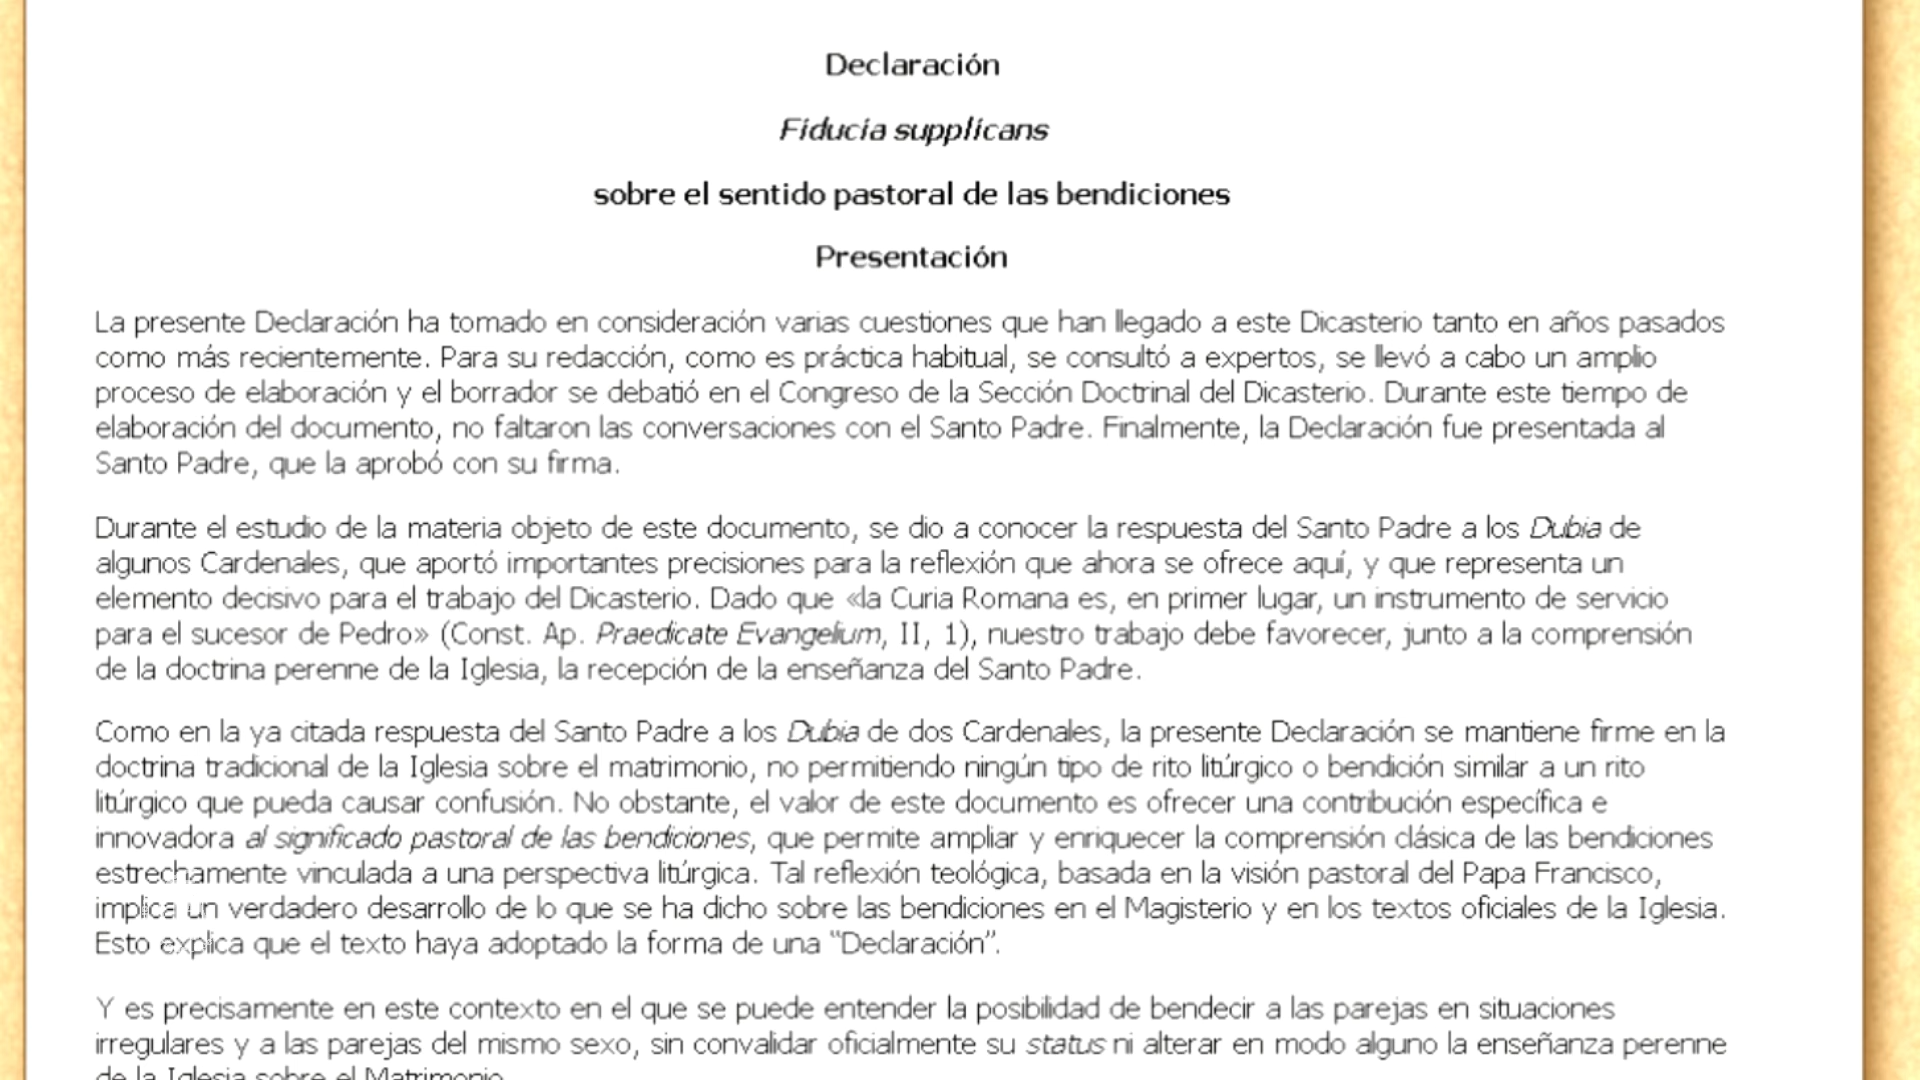 Declaración
Fiducia supplicans
sobre el sentido pastoral de las bendiciones
Presentación
La presente Declaración ha tomado en consideración varias cuestiones que han llegado a este Dicasterio tanto en años pasados
como más recientemente. Para su redacción, como es práctica habitual, se consultó a expertos, se llevó a cabo un amplio
proceso de elaboración y el borrador se debatió en el Congreso de la Sección Doctrinal del Dicasterio. Durante este tiempo de
elaboración del documento, no faltaron las conversaciones con el Santo Padre. Finalmente, la Declaración fue presentada al
Santo Padre, que la aprobó con su firma.
Durante el estudio de la materia objeto de este documento, se dio a conocer la respuesta del Santo Padre a los Dubia de
algunos Cardenales, que aportó importantes precisiones para la reflexión que ahora se ofrece aquí, y que representa un
elemento decisivo para el trabajo del Dicasterio. Dado que «la Curia Romana es, en primer lugar, un instrumento de servicio
para el sucesor de Pedro» (Const. Ap. Praedicate Evangelium, II, 1), nuestro trabajo debe favorecer, junto a la comprensión
de la doctrina perenne de la Iglesia, la recepción de la enseñanza del Santo Padre.
Como en la ya citada respuesta del Santo Padre a los Dubia de dos Cardenales, la presente Declaración se mantiene firme en la
doctrina tradicional de la Iglesia sobre el matrimonio, no permitiendo ningún tipo de rito litúrgico o bendición similar a un rito
litúrgico que pueda causar confusión. No obstante, el valor de este documento es ofrecer una contribución específica e
innovadora al significado pastoral de las bendiciones, que permite ampliar y enriquecer la comprensión clásica de las bendiciones
estrechamente vinculada a una perspectiva litúrgica. Tal reflexión teológica, basada en la visión pastoral del Papa Francisco,
implica un verdadero desarrollo de lo que se ha dicho sobre las bendiciones en el Magisterio y en los textos oficiales de la Iglesia.
Esto explica que el texto haya adoptado la forma de una “Declaración”.
Y es precisamente en este contexto en el que se puede entender la posibilidad de bendecir a las parejas en situaciones
irregulares y a las parejas del mismo sexo, sin convalidar oficialmente su status ni alterar en modo alguno la enseñanza perenne
de la Iglesia sobre el Matrimonio.